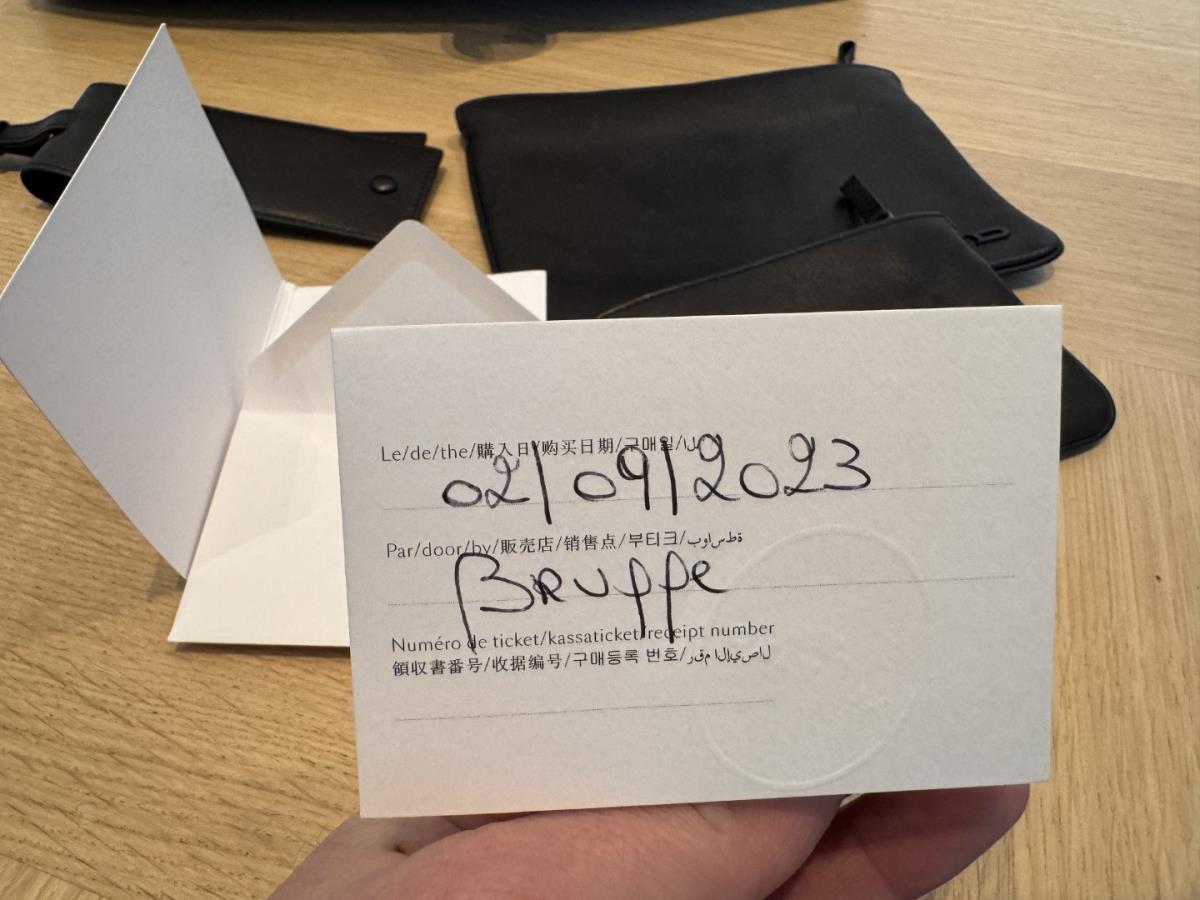 Le/de/the/購入日/购买日期/구매일/ال
02/09/2023
Par/door/by/販売店/销售点/부티크/بواسطة
Bruppe
Numéro de ticket/kassaticket/receipt number
領収書番号/收据编号/구매등록 번호/رقم الإيصال